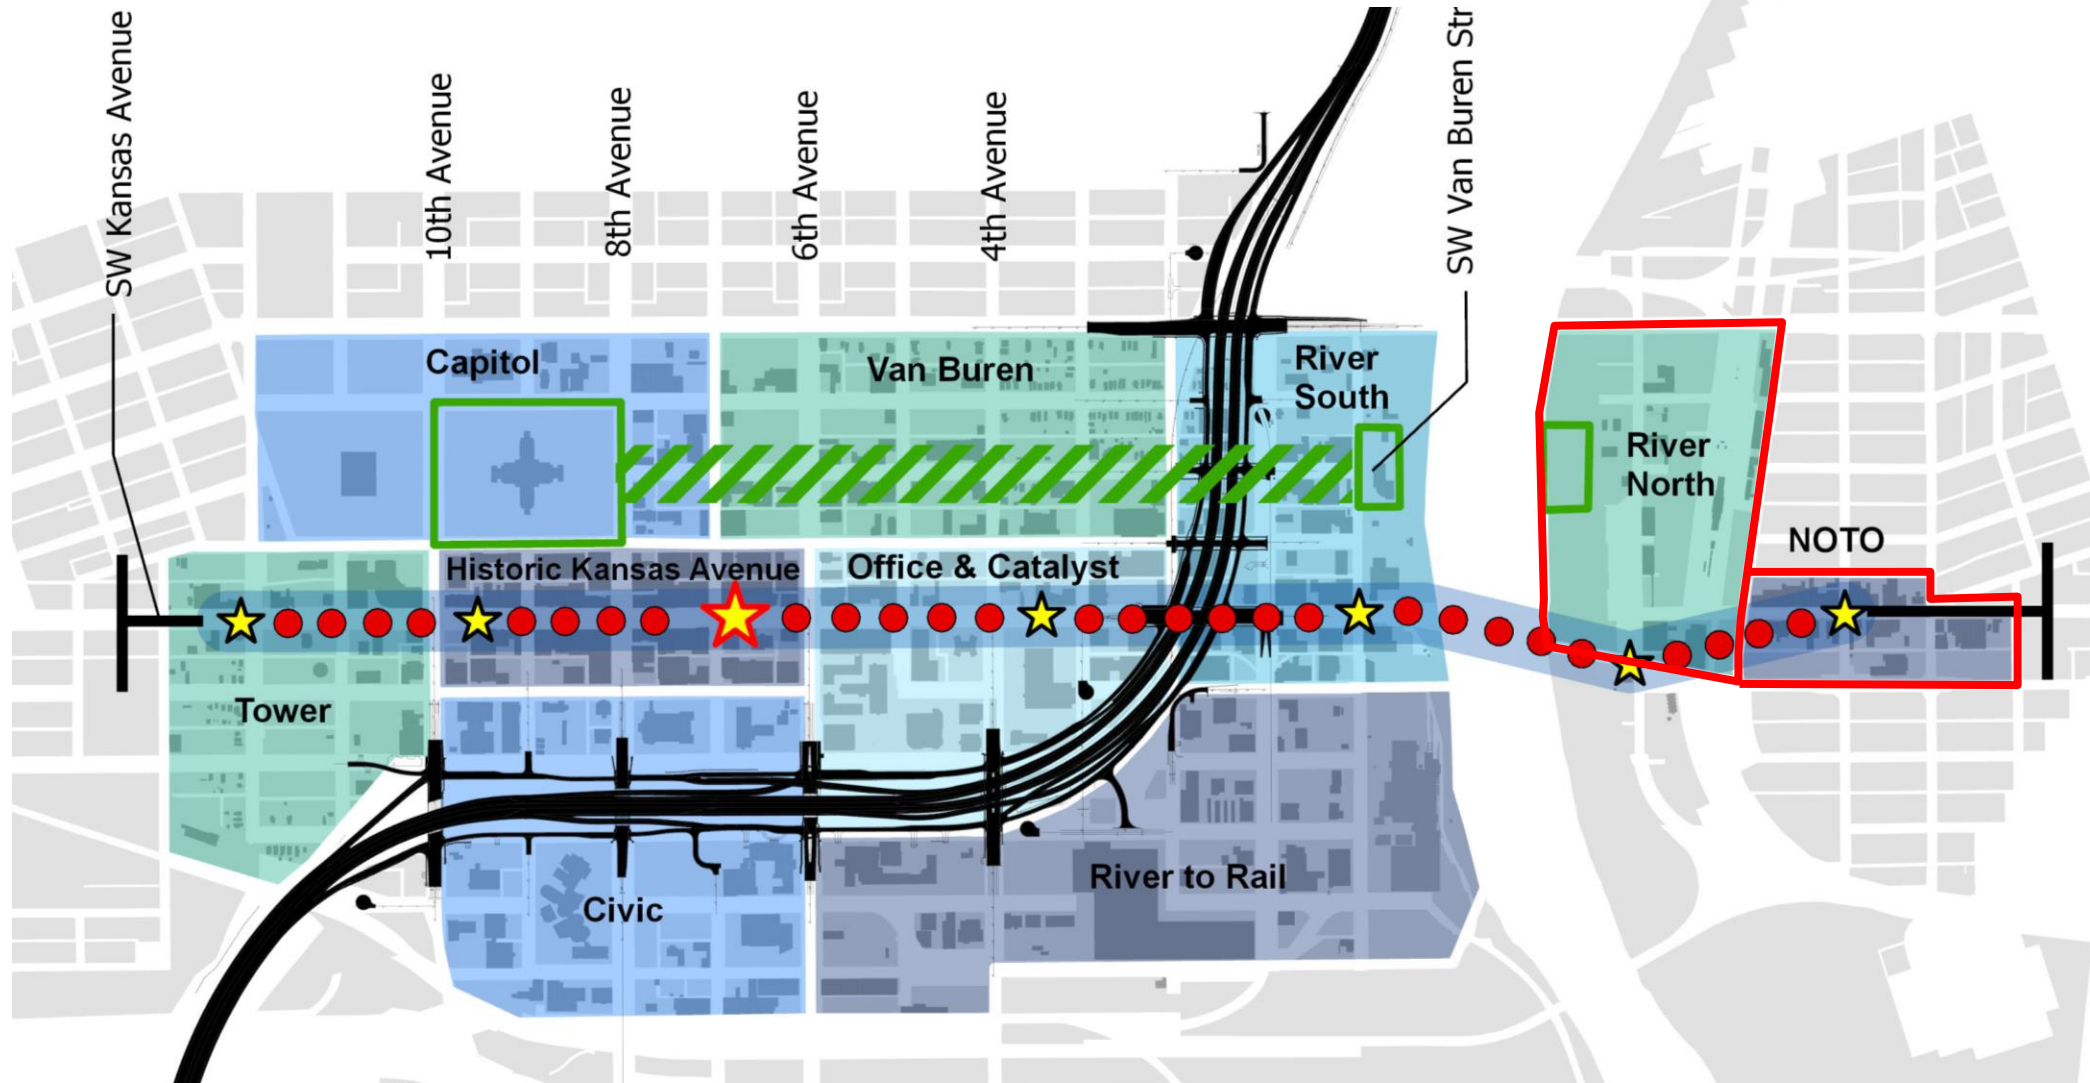 SW Kansas Avenue
10th Avenue
8th Avenue
6th Avenue
4th Avenue
SW Van Buren Str
Capitol
Van Buren
River
South
River
North
NOTO
Historic Kansas Avenue
Office & Catalyst
Tower
Civic
River to Rail